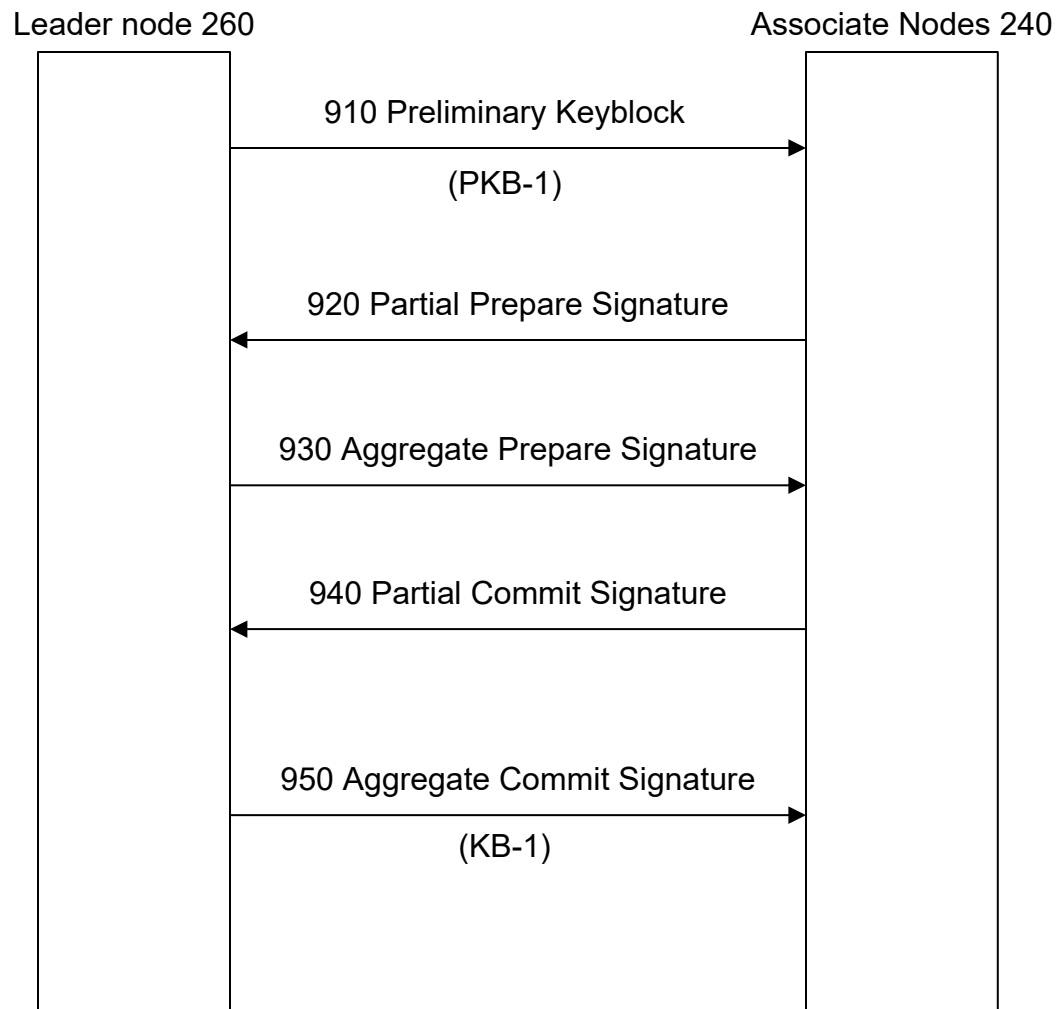 Leader node 260
Associate Nodes 240
910 Preliminary Keyblock
(PKB-1)
920 Partial Prepare Signature
930 Aggregate Prepare Signature
940 Partial Commit Signature
950 Aggregate Commit Signature
(KB-1)